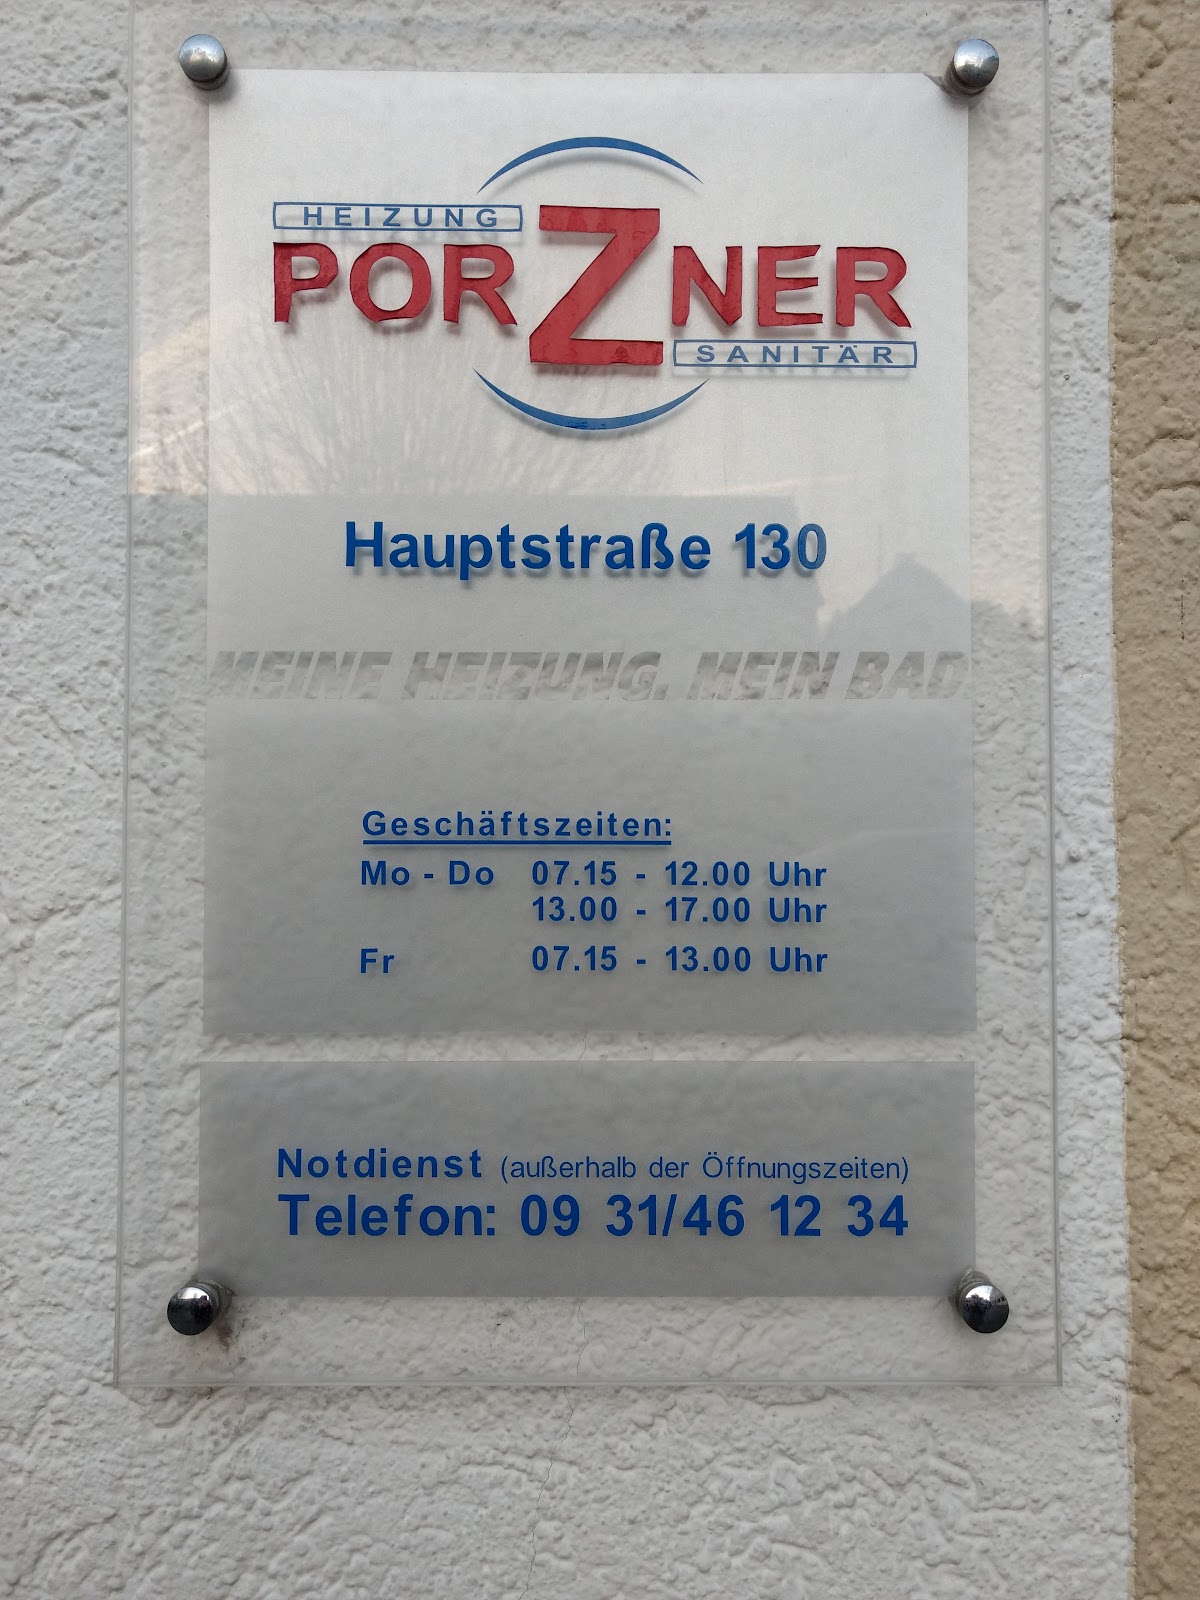 HEIZUNG
PORZNER
SANITÄR
Hauptstraße 130
MEINE HEIZUNG. MEIN BAD.
Geschäftszeiten:
Mo - Do 07.15 - 12.00 Uhr
13.00 - 17.00 Uhr
Fr 07.15 - 13.00 Uhr
Notdienst (außerhalb der Öffnungszeiten)
Telefon: 09 31/46 12 34